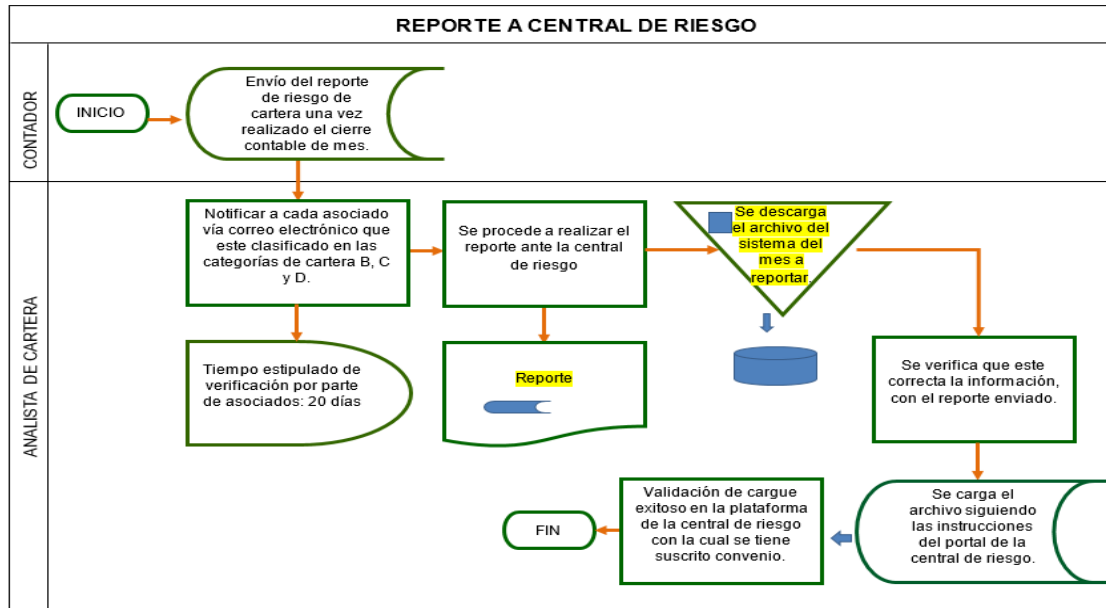 REPORTE A CENTRAL DE RIESGO
CONTADOR
INICIO
Envío del reporte
de riesgo de
cartera una vez
realizado el cierre
contable de mes.
ANALISTA DE CARTERA
Notificar a cada asociado
vía correo electrónico que
este clasificado en las
categorías de cartera B, C
y D.
Se procede a realizar el
reporte ante la central
de riesgo
Se descarga
el archivo del
sistema del
mes a
reportar.
Tiempo estipulado de
verificación por parte
de asociados: 20 días
Reporte
Se verifica que este
correcta la información,
con el reporte enviado.
Se carga el
archivo siguiendo
las instrucciones
del portal de la
central de riesgo.
Validación de cargue
exitoso en la plataforma
de la central de riesgo
con la cual se tiene
suscrito convenio.
FIN